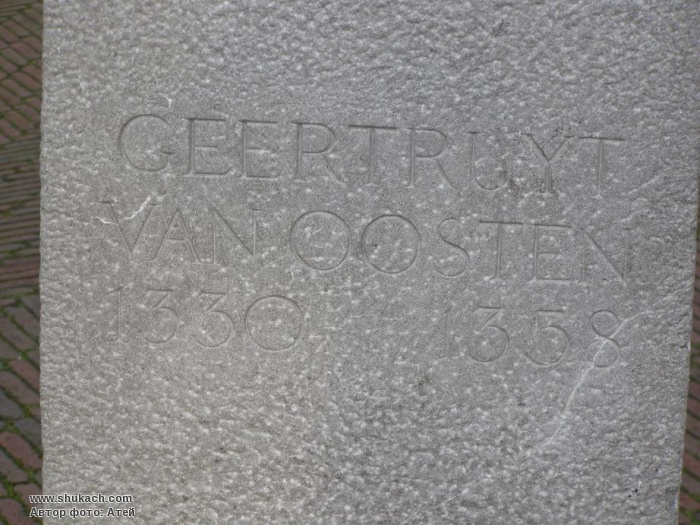 GEERTRUYT
VAN OOSTEN
1330 1358
www.shukach.com
Автор фото: Атей